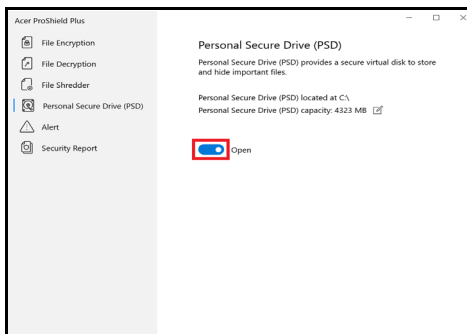 Acer ProShield Plus
File Encryption
File Decryption
File Shredder
Personal Secure Drive (PSD)
Alert
Security Report
Personal Secure Drive (PSD)
Personal Secure Drive (PSD) provides a secure virtual disk to store
and hide important files.
Personal Secure Drive (PSD) located at C:\
Personal Secure Drive (PSD) capacity: 4323 MB
Open